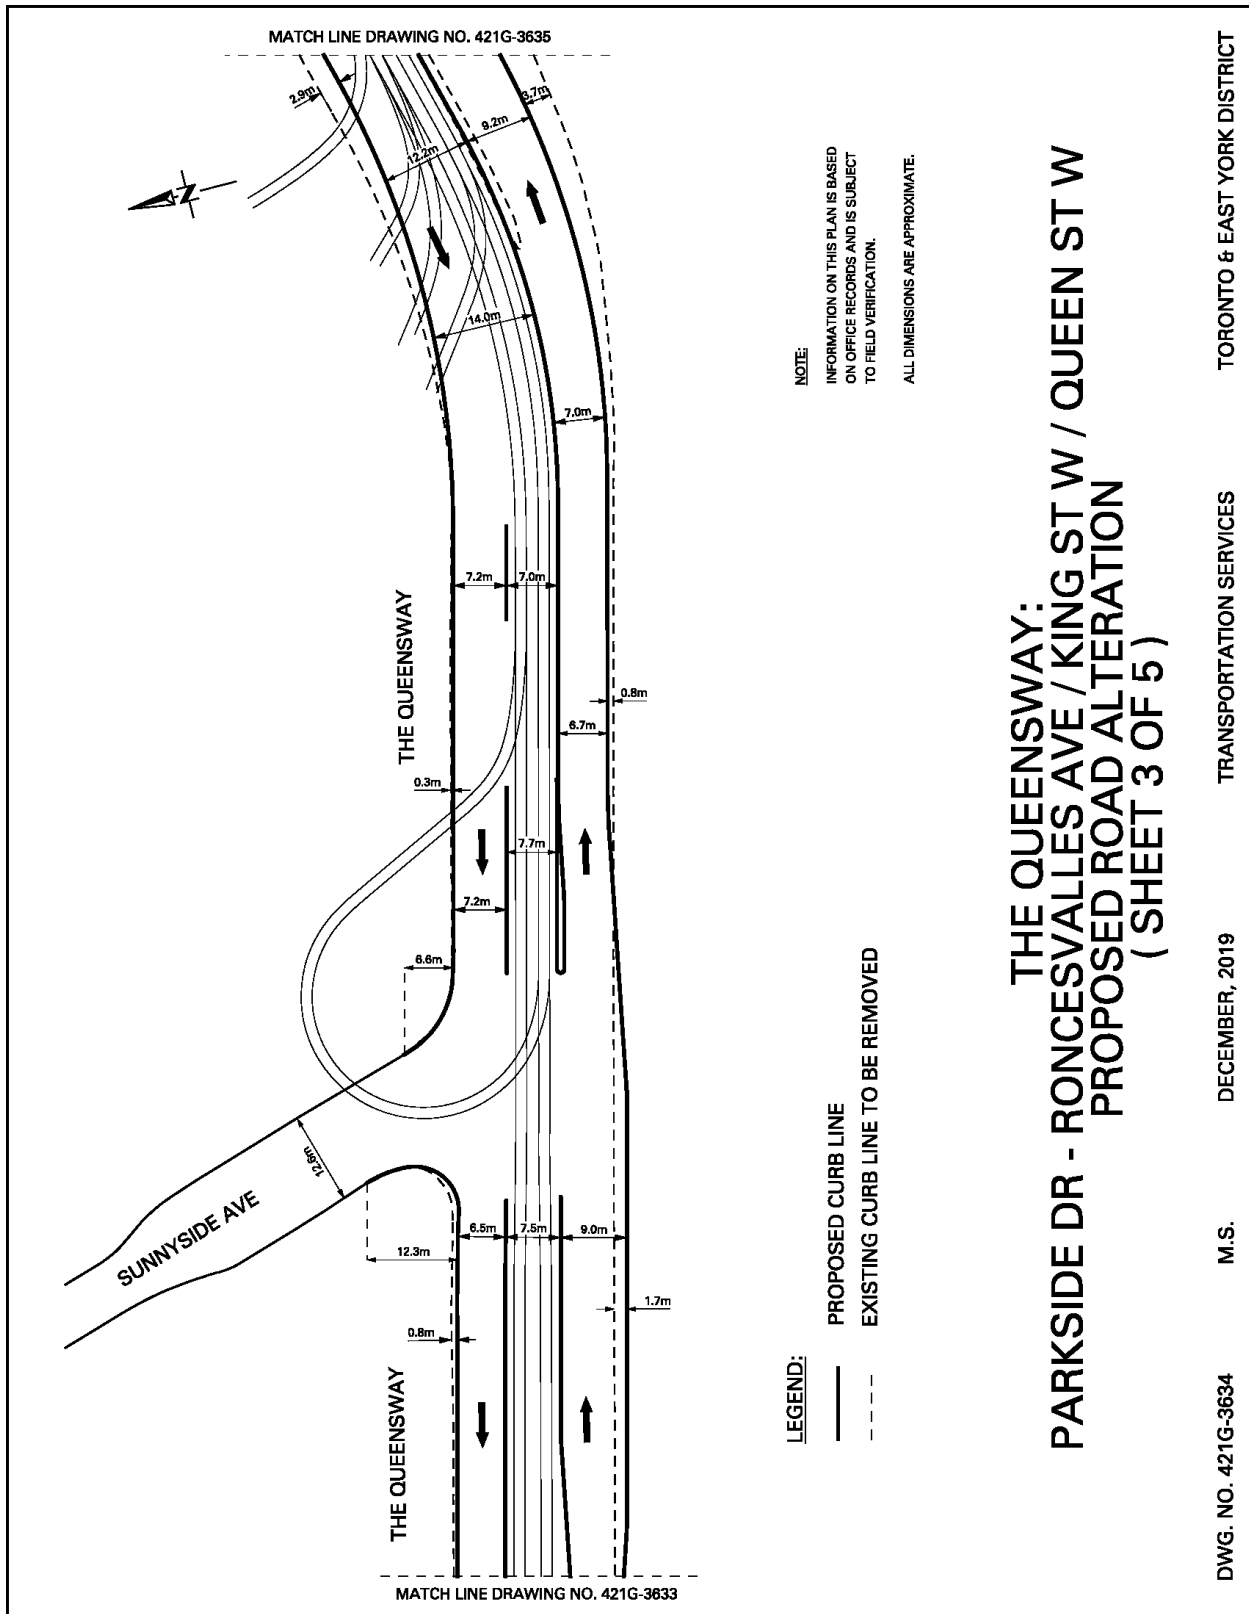 MATCH LINE DRAWING NO. 421G-3635
2.9m
3.7m
9.2m
12.2m
N
14.0m
7.0m
7.2m
7.0m
THE QUEENSWAY
0.8m
6.7m
0.3m
7.7m
7.2m
6.6m
12.6m
SUNNYSIDE AVE
6.5m
7.5m
9.0m
12.3m
1.7m
0.8m
THE QUEENSWAY
MATCH LINE DRAWING NO. 421G-3633
NOTE:
INFORMATION ON THIS PLAN IS BASED
ON OFFICE RECORDS AND IS SUBJECT
TO FIELD VERIFICATION.
ALL DIMENSIONS ARE APPROXIMATE.
LEGEND:
PROPOSED CURB LINE
EXISTING CURB LINE TO BE REMOVED
THE QUEENSWAY:
PARKSIDE DR - RONCESVALLES AVE / KING ST W / QUEEN ST W
PROPOSED ROAD ALTERATION
( SHEET 3 OF 5 )
DWG. NO. 421G-3634 M.S. DECEMBER, 2019 TRANSPORTATION SERVICES TORONTO & EAST YORK DISTRICT